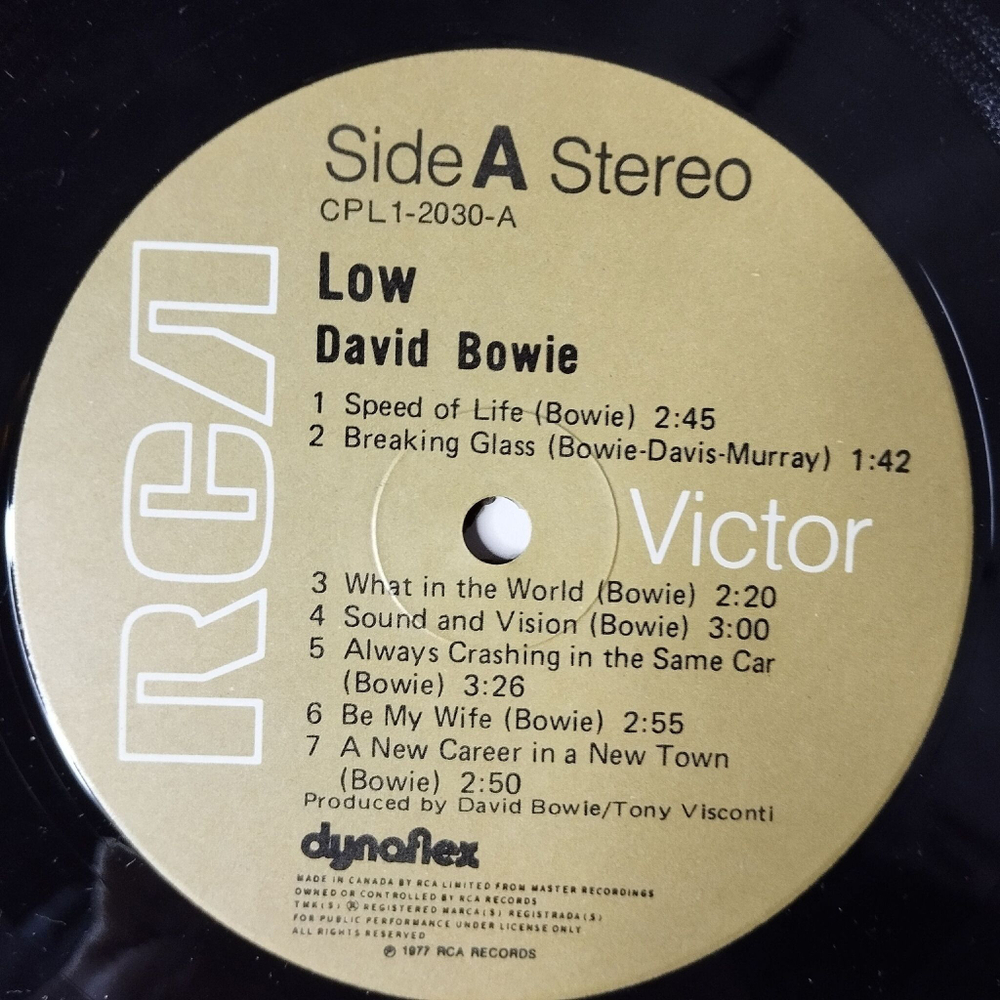 Side A Stereo
CPL1-2030-A
Low
David Bowie
1 Speed of Life (Bowie) 2:45
2 Breaking Glass (Bowie-Davis-Murray) 1:42
RCA
Victor
3 What in the World (Bowie) 2:20
4 Sound and Vision (Bowie) 3:00
5 Always Crashing in the Same Car
(Bowie) 3:26
6 Be My Wife (Bowie) 2:55
7 A New Career in a New Town
(Bowie) 2:50
Produced by David Bowie/Tony Visconti
dynaflex
MADE IN CANADA BY RCA LIMITED FROM MASTER RECORDINGS
OWNED OR CONTROLLED BY RCA RECORDS
TMK(S) ® REGISTERED MARCA(S) REGISTRADA(S)
FOR PUBLIC PERFORMANCE UNDER LICENSE ONLY
ALL RIGHTS RESERVED
℗ 1977 RCA RECORDS